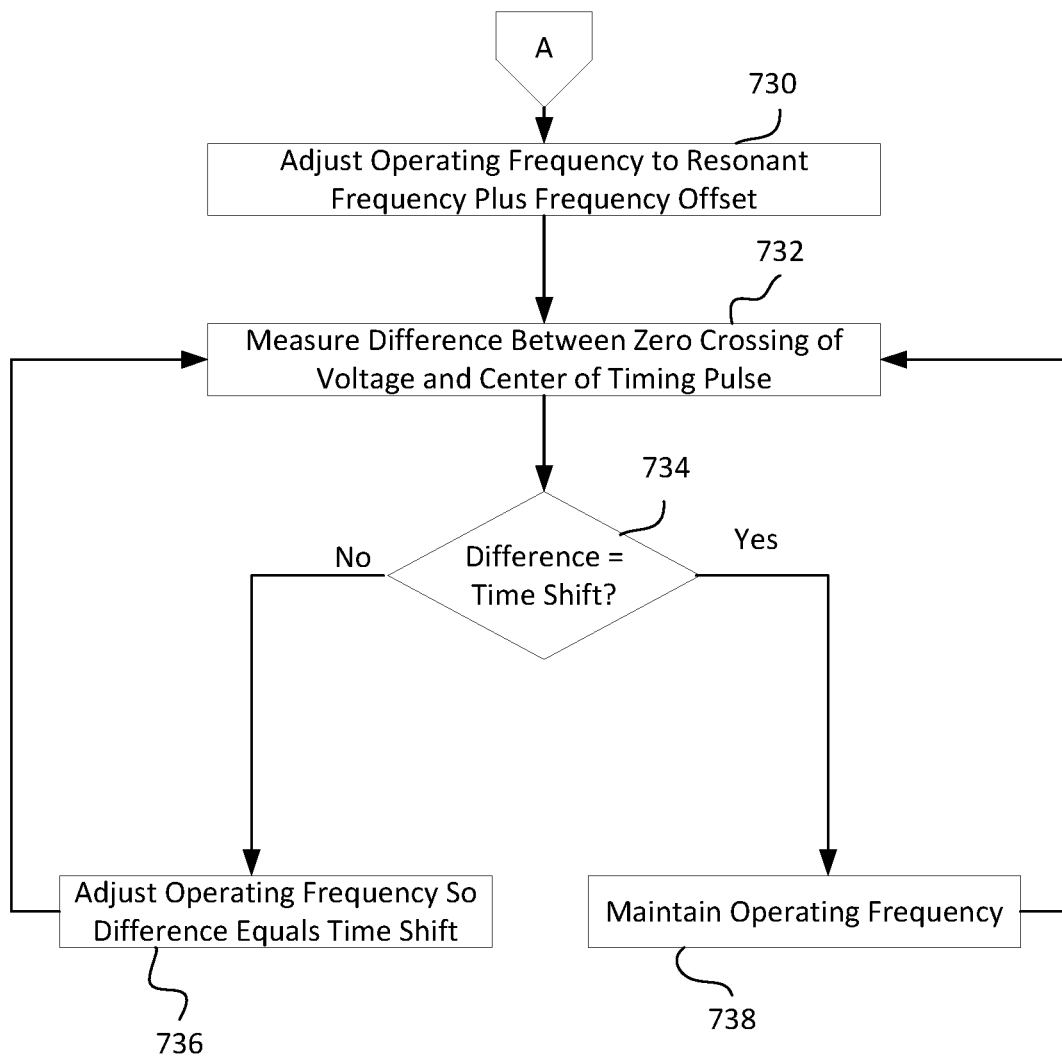 A
730
Adjust Operating Frequency to Resonant
Frequency Plus Frequency Offset
732
Measure Difference Between Zero Crossing of
Voltage and Center of Timing Pulse
734
No
Difference =
Time Shift?
Yes
Adjust Operating Frequency So
Difference Equals Time Shift
Maintain Operating Frequency
736
738